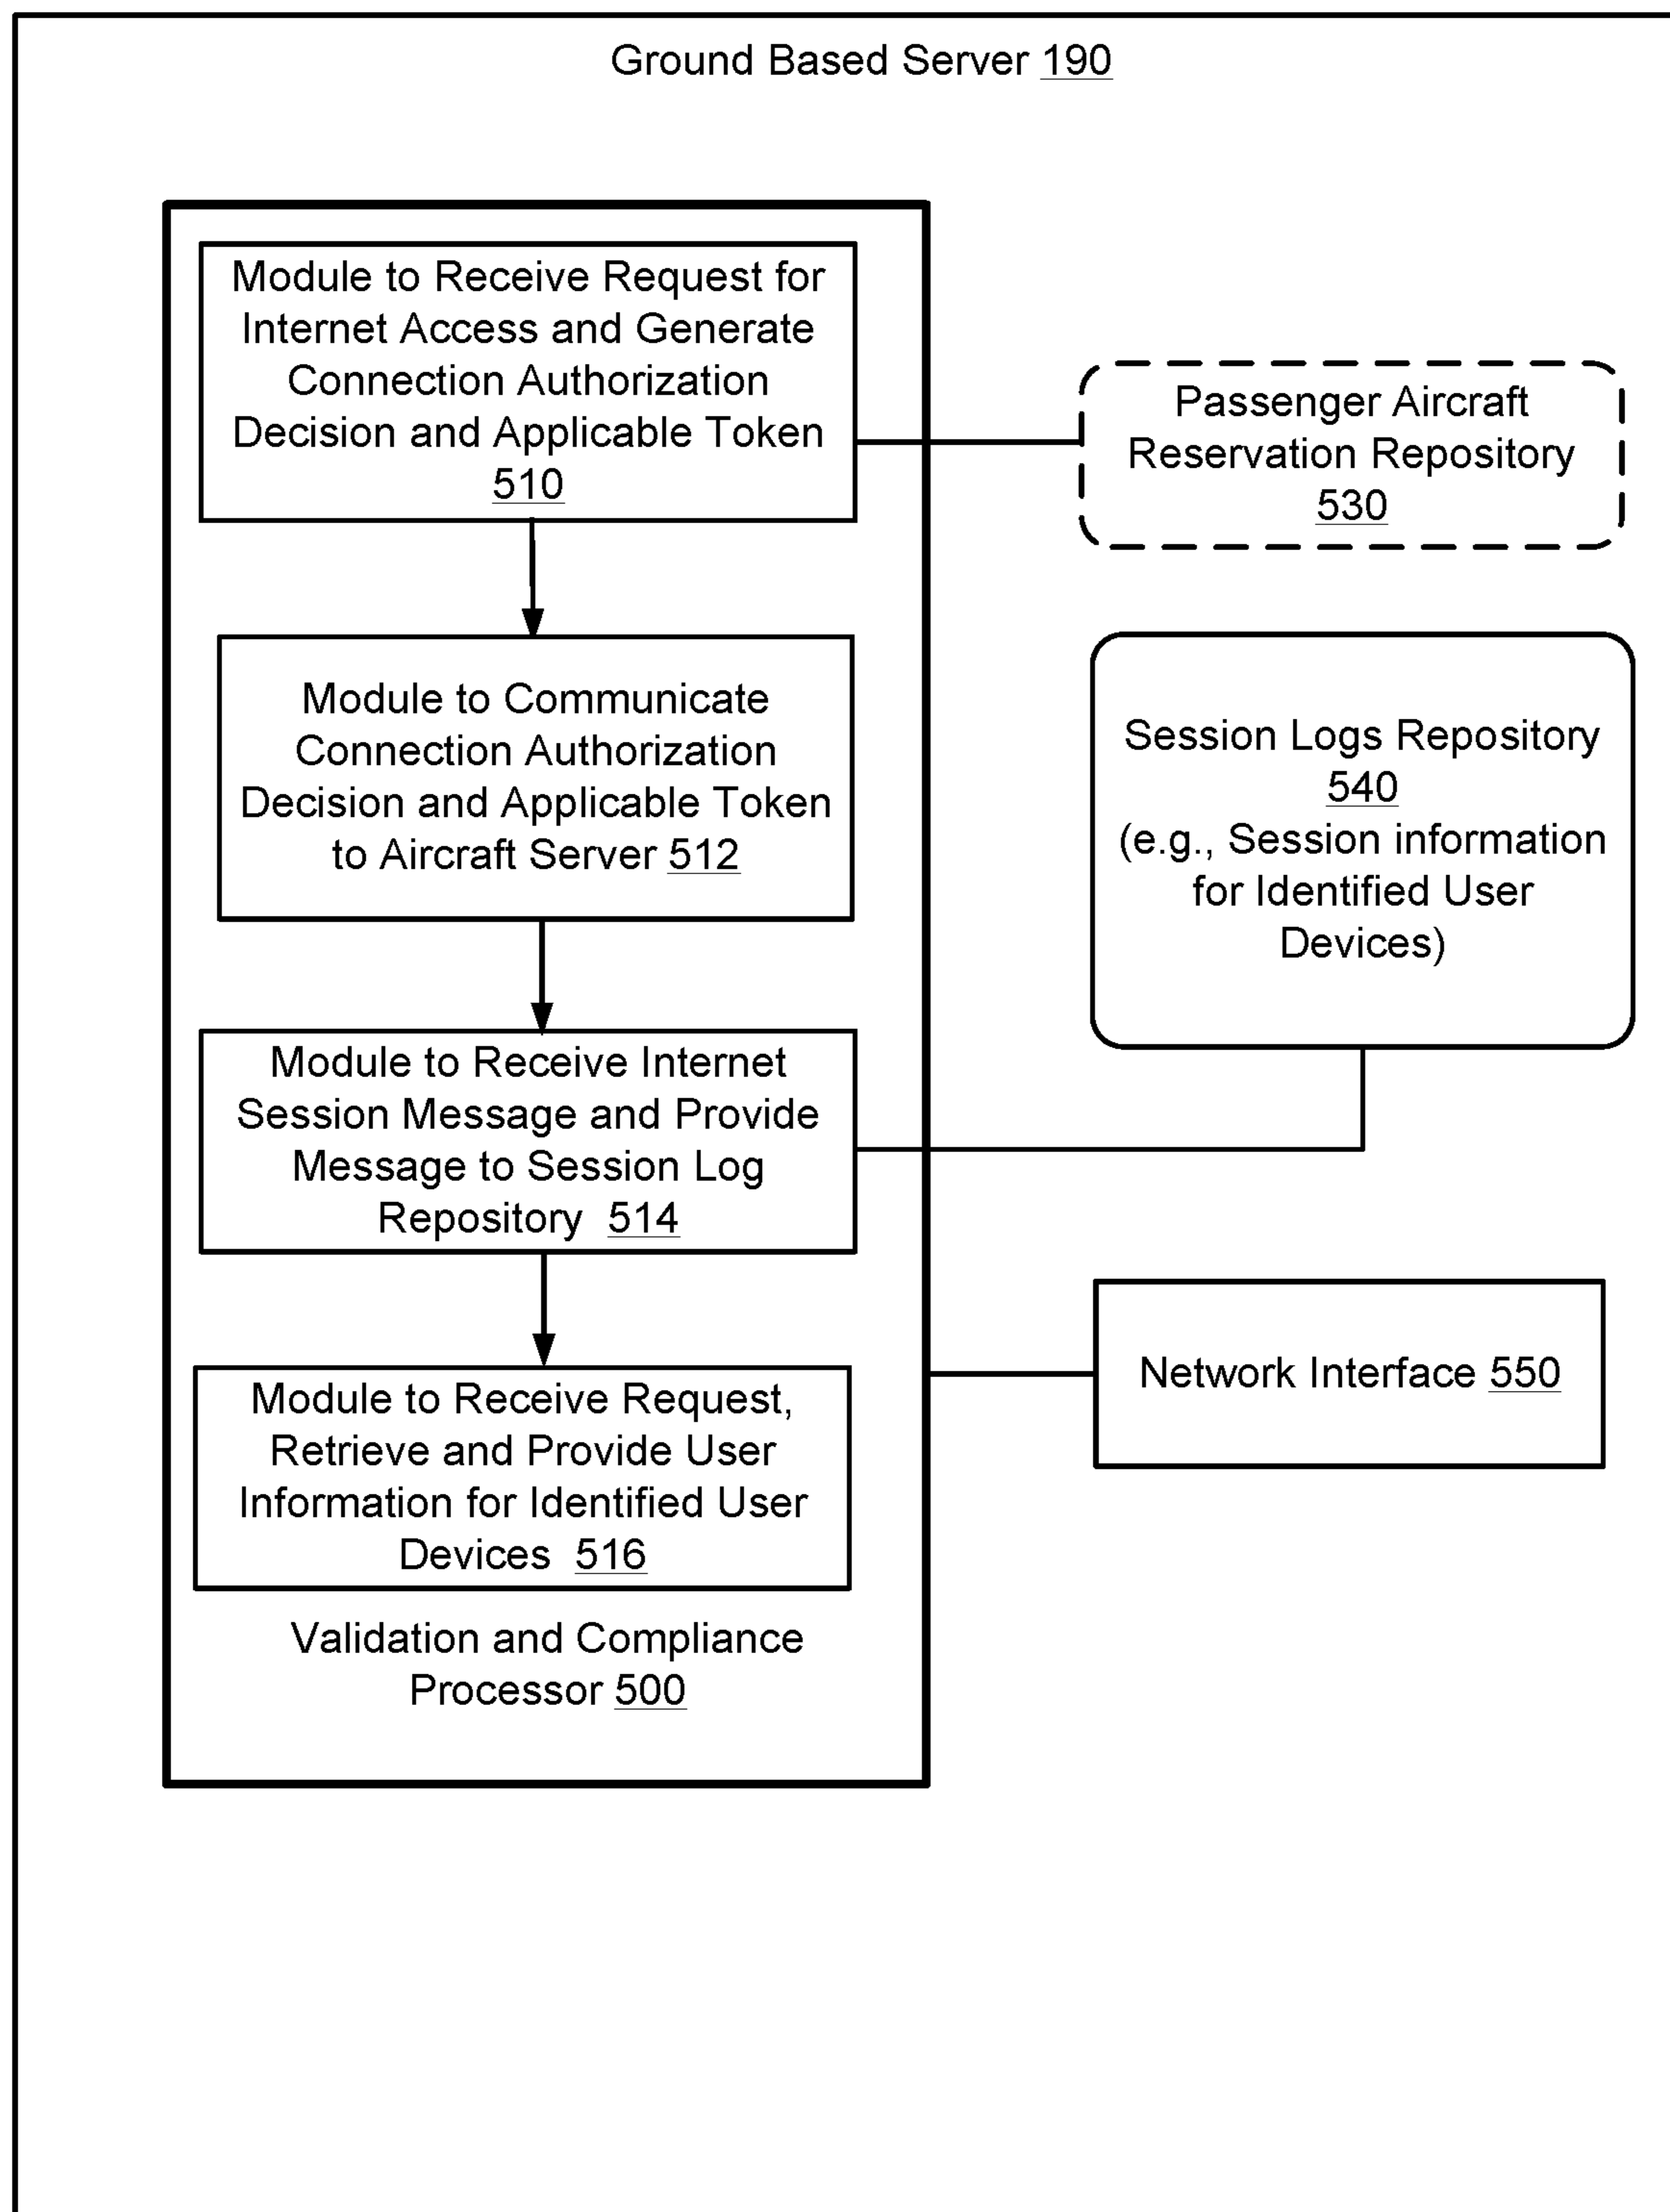 Ground Based Server 190
Module to Receive Request for
Internet Access and Generate
Connection Authorization
Decision and Applicable Token
510
Passenger Aircraft
Reservation Repository
530
Module to Communicate
Connection Authorization
Decision and Applicable Token
to Aircraft Server 512
Session Logs Repository
540
(e.g., Session information
for Identified User
Devices)
Module to Receive Internet
Session Message and Provide
Message to Session Log
Repository 514
Network Interface 550
Module to Receive Request,
Retrieve and Provide User
Information for Identified User
Devices 516
Validation and Compliance
Processor 500